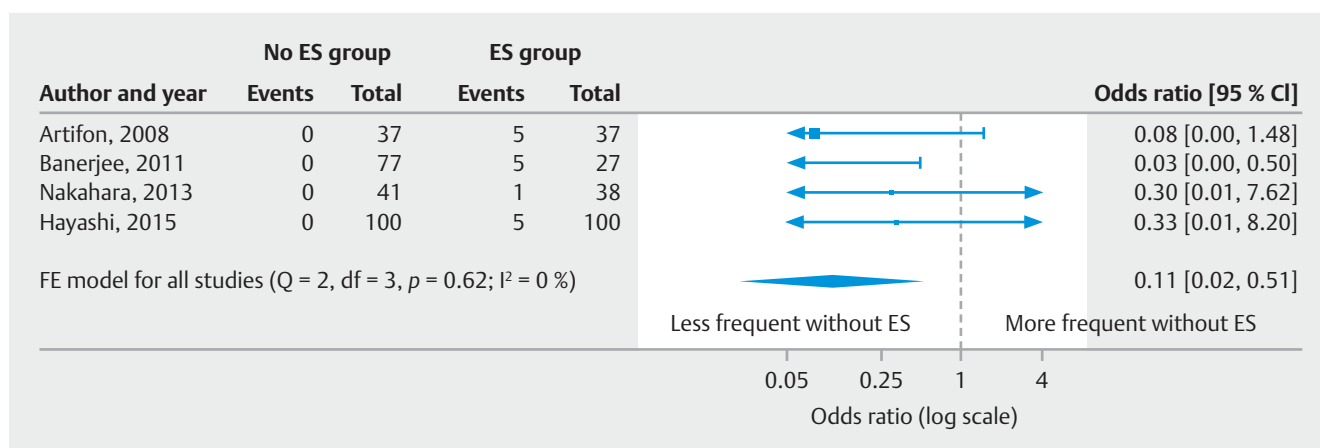 No ES group ES group
Author and year Events Total Events Total Odds ratio [95 % CI]
Artifon, 2008 0 37 5 37 0.08 [0.00, 1.48]
Banerjee, 2011 0 77 5 27 0.03 [0.00, 0.50]
Nakahara, 2013 0 41 1 38 0.30 [0.01, 7.62]
Hayashi, 2015 0 100 5 100 0.33 [0.01, 8.20]
FE model for all studies (Q = 2, df = 3, p = 0.62; I² = 0 %) 0.11 [0.02, 0.51]
Less frequent without ES More frequent without ES
0.05 0.25 1 4
Odds ratio (log scale)